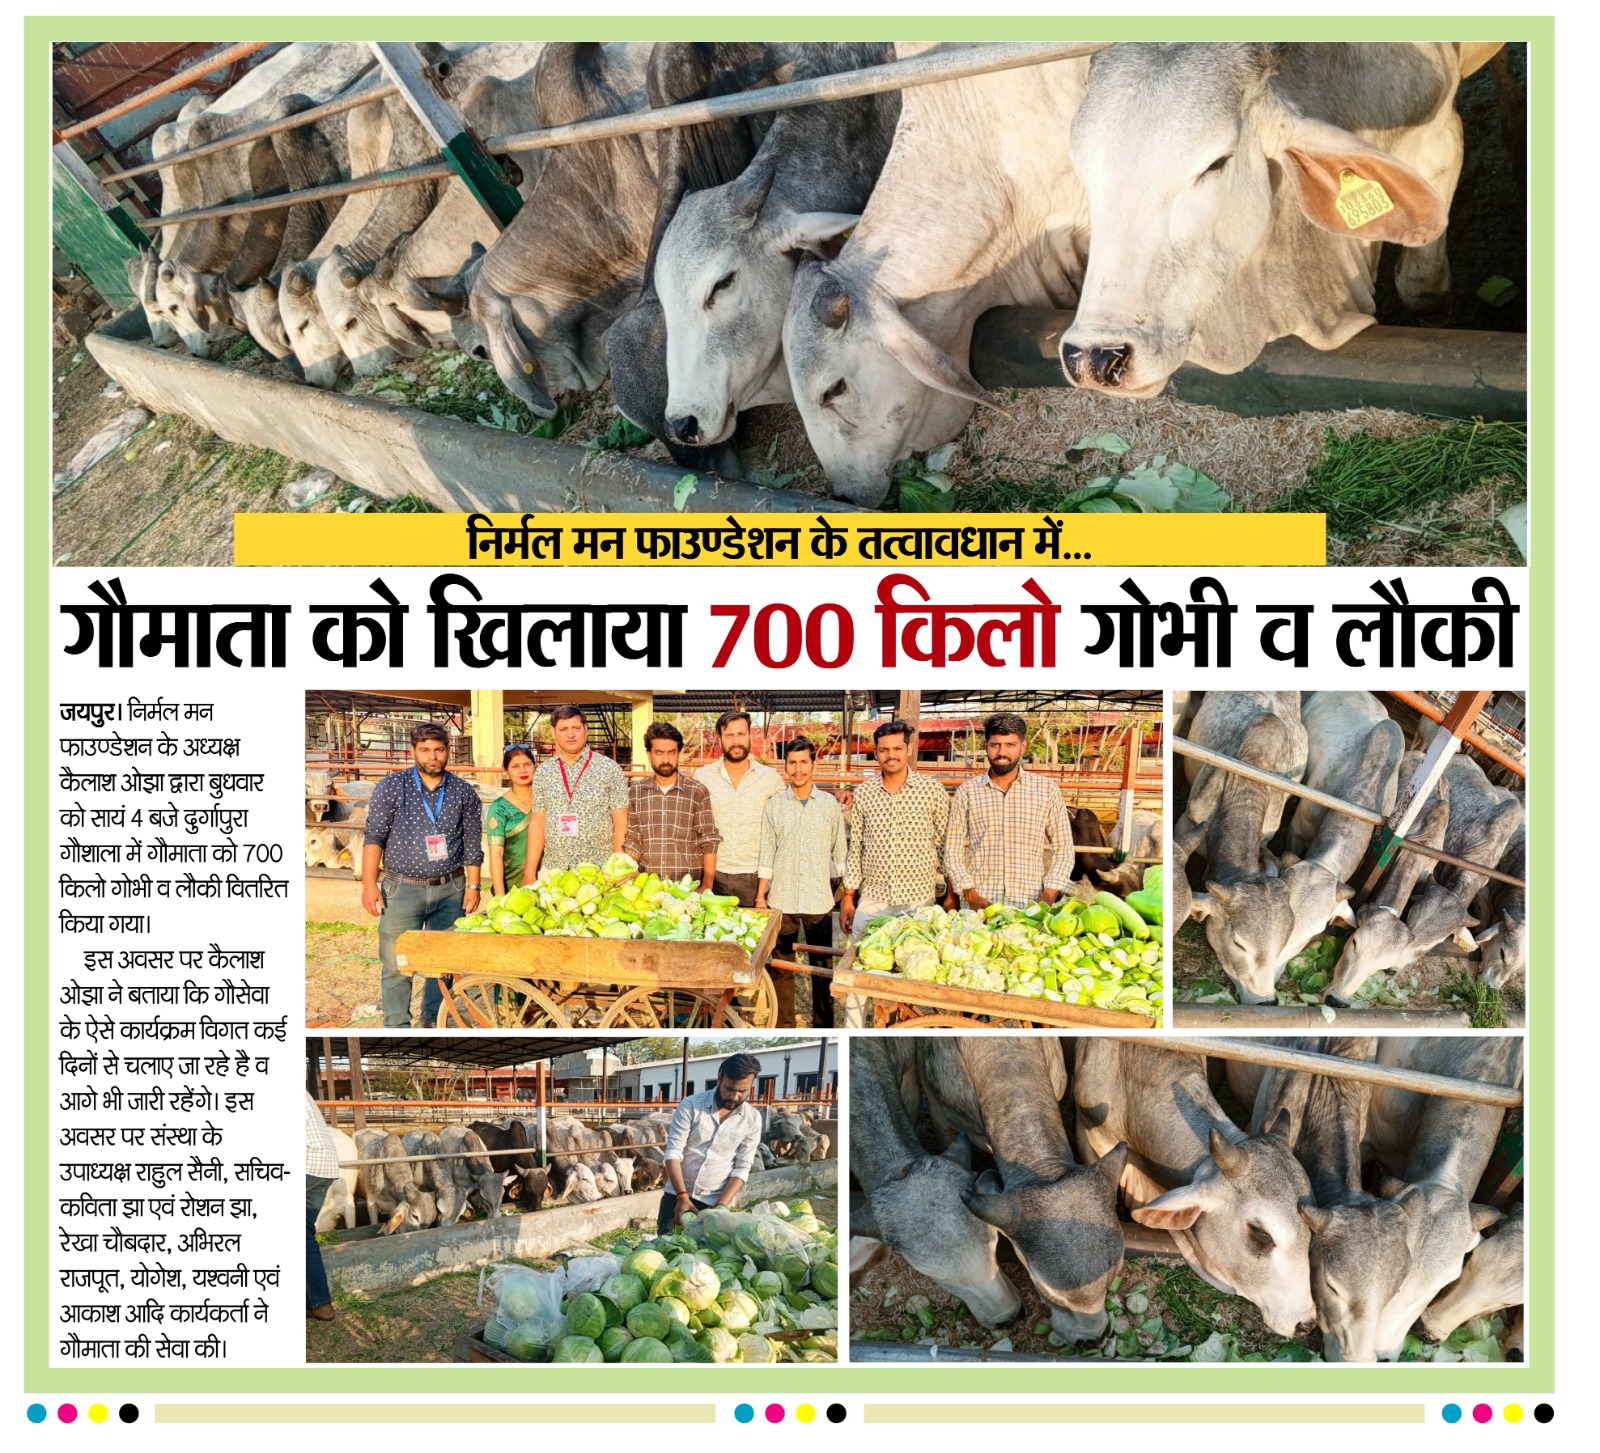 निर्मल मन फाउण्डेशन के तत्वावधान में...
गौमाता को खिलाया 700 किलो गोभी व लौकी
जयपुर। निर्मल मन
फाउण्डेशन के अध्यक्ष
कैलाश ओझा द्वारा बुधवार
को सायं 4 बजे दुर्गापुरा
गौशाला में गौमाता को 700
किलो गोभी व लौकी वितरित
किया गया।
इस अवसर पर कैलाश
ओझा ने बताया कि गौसेवा
के ऐसे कार्यक्रम विगत कई
दिनों से चलाए जा रहे है व
आगे भी जारी रहेंगे। इस
अवसर पर संस्था के
उपाध्यक्ष राहुल सैनी, सचिव-
कविता झा एवं रोशन झा,
रेखा चौबदार, अभिरल
राजपूत, योगेश, यश्वनी एवं
आकाश आदि कार्यकर्ता ने
गौमाता की सेवा की।